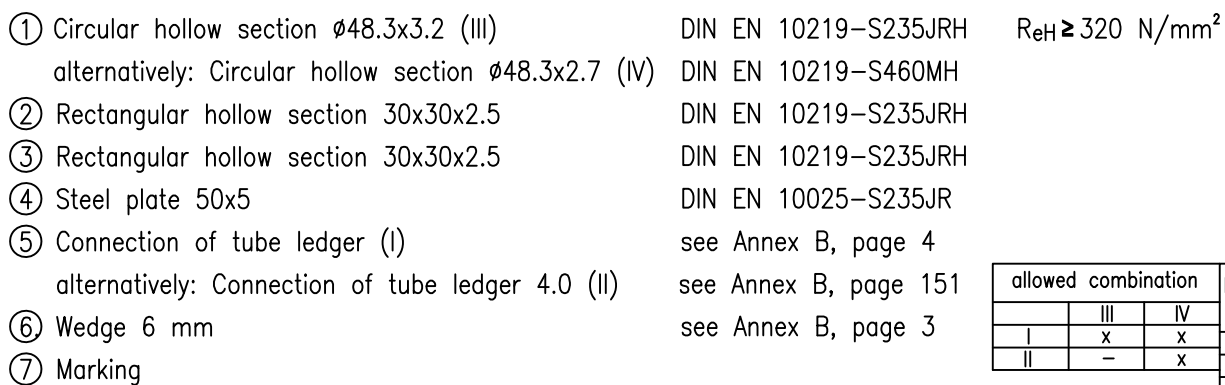 ① Circular hollow section ø48.3x3.2 (III) DIN EN 10219-S235JRH ReH ≥ 320 N/mm²
alternatively: Circular hollow section ø48.3x2.7 (IV) DIN EN 10219-S460MH
② Rectangular hollow section 30x30x2.5 DIN EN 10219-S235JRH
③ Rectangular hollow section 30x30x2.5 DIN EN 10219-S235JRH
④ Steel plate 50x5 DIN EN 10025-S235JR
⑤ Connection of tube ledger (I) see Annex B, page 4
alternatively: Connection of tube ledger 4.0 (II) see Annex B, page 151
⑥ Wedge 6 mm see Annex B, page 3
⑦ Marking
allowed combination
III IV
I x x
II - x